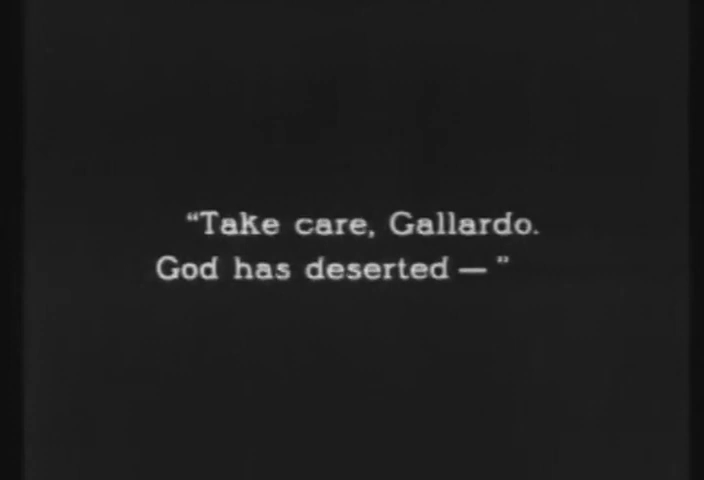 “Take care, Gallardo.
God has deserted — ”